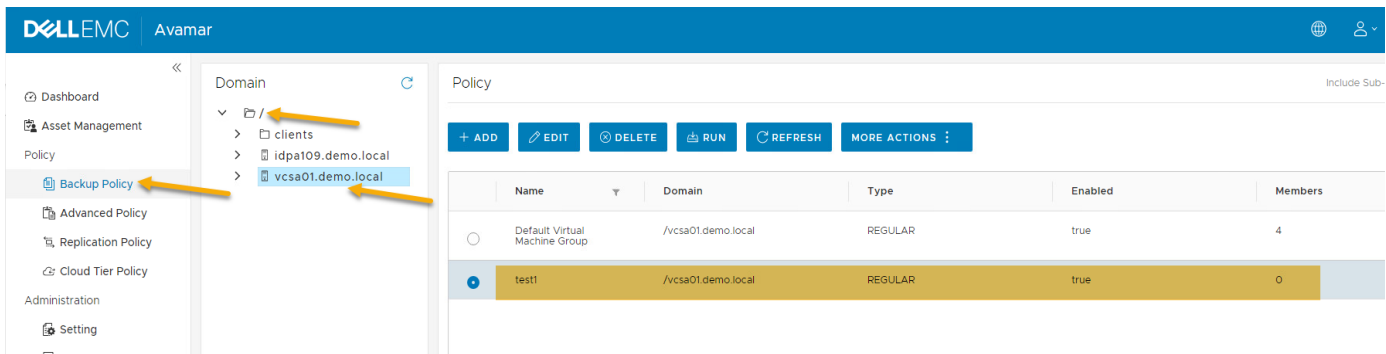 DELLEMC Avamar
Dashboard
Asset Management
Policy
Backup Policy
Advanced Policy
Replication Policy
Cloud Tier Policy
Administration
Setting
Domain
/
clients
idpa109.demo.local
vcsa01.demo.local
Policy
Include Sub-
+ ADD EDIT DELETE RUN REFRESH MORE ACTIONS
Name Domain Type Enabled Members
Default Virtual /vcsa01.demo.local REGULAR true 4
Machine Group
test1 /vcsa01.demo.local REGULAR true 0